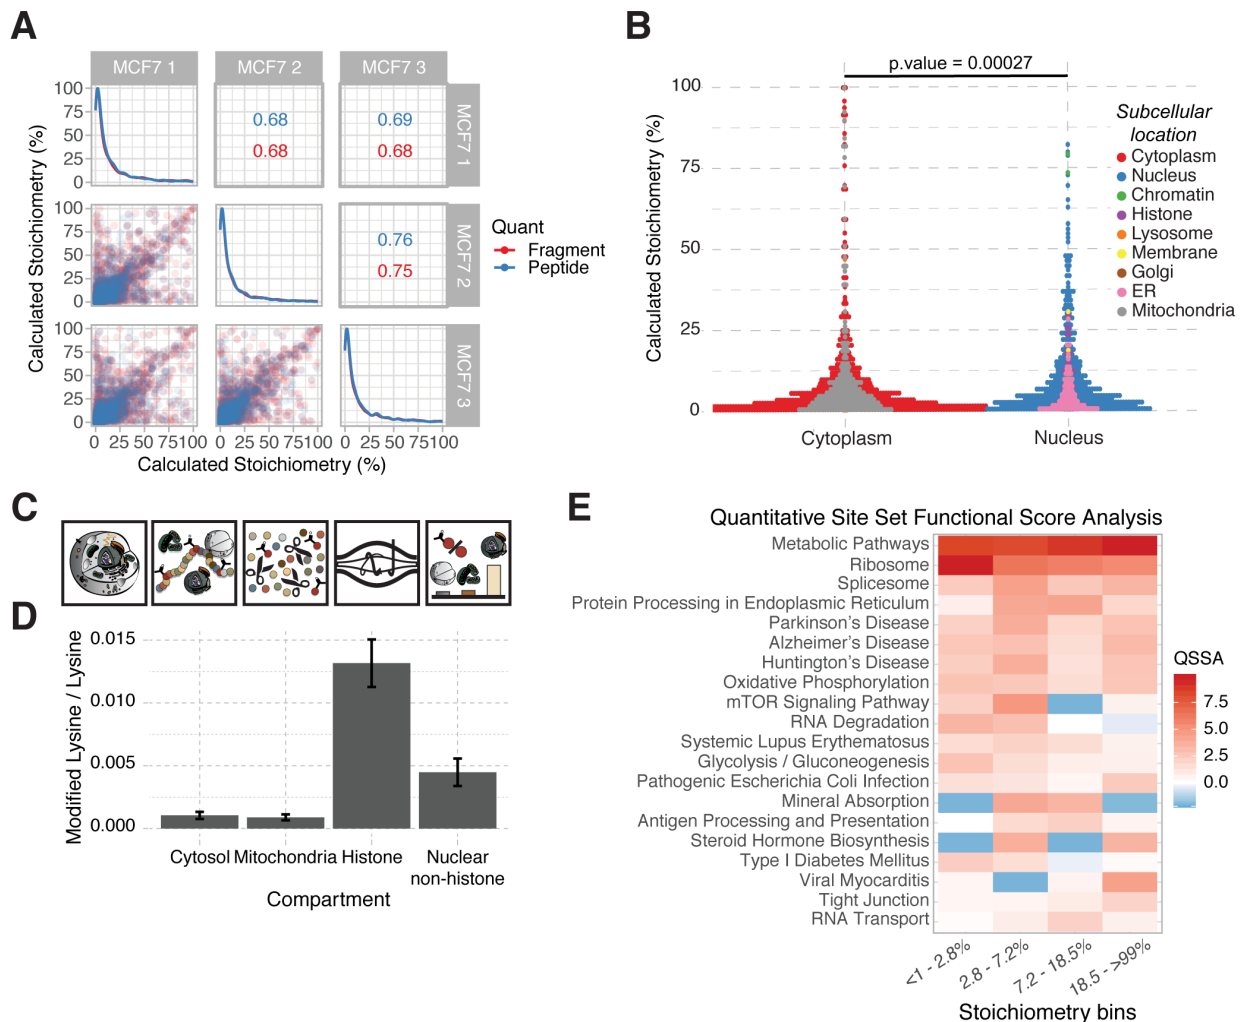 A
MCF7 1
MCF7 2
MCF7 3
100
75
50
25
0
0.68
0.68
0.69
0.68
MCF7 1
100
75
50
25
0
0.76
0.75
MCF7 2
100
75
50
25
0
MCF7 3
0 25 50 75 100
0 25 50 75 100
0 25 50 75 100
Calculated Stoichiometry (%)
Calculated Stoichiometry (%)
Quant
Fragment
Peptide
B
p.value = 0.00027
Calculated Stoichiometry (%)
100
75
50
25
0
Cytoplasm
Nucleus
Subcellular
location
Cytoplasm
Nucleus
Chromatin
Histone
Lysosome
Membrane
Golgi
ER
Mitochondria
C
D
Modified Lysine / Lysine
0.015
0.010
0.005
0.000
Cytosol
Mitochondria
Histone
Nuclear
non-histone
Compartment
E
Quantitative Site Set Functional Score Analysis
Metabolic Pathways
Ribosome
Splicesome
Protein Processing in Endoplasmic Reticulum
Parkinson's Disease
Alzheimer's Disease
Huntington's Disease
Oxidative Phosphorylation
mTOR Signaling Pathway
RNA Degradation
Systemic Lupus Erythematosus
Glycolysis / Gluconeogenesis
Pathogenic Escherichia Coli Infection
Mineral Absorption
Antigen Processing and Presentation
Steroid Hormone Biosynthesis
Type I Diabetes Mellitus
Viral Myocarditis
Tight Junction
RNA Transport
<1 - 2.8%
2.8 - 7.2%
7.2 - 18.5%
18.5 - >99%
Stoichiometry bins
QSSA
7.5
5.0
2.5
0.0